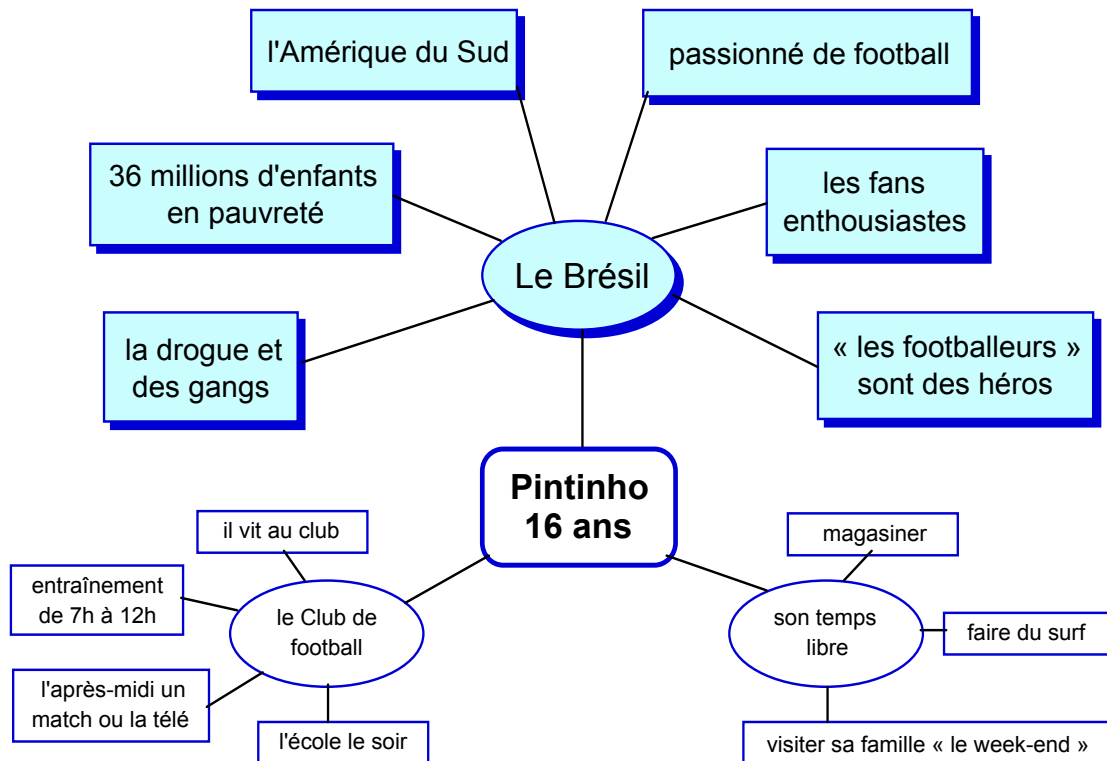 l'Amérique du Sud
passionné de football
36 millions d'enfants
en pauvreté
les fans
enthousiastes
Le Brésil
la drogue et
des gangs
« les footballeurs »
sont des héros
Pintinho
16 ans
il vit au club
magasiner
entraînement
de 7h à 12h
le Club de
football
son temps
libre
faire du surf
l'après-midi un
match ou la télé
l'école le soir
visiter sa famille « le week-end »